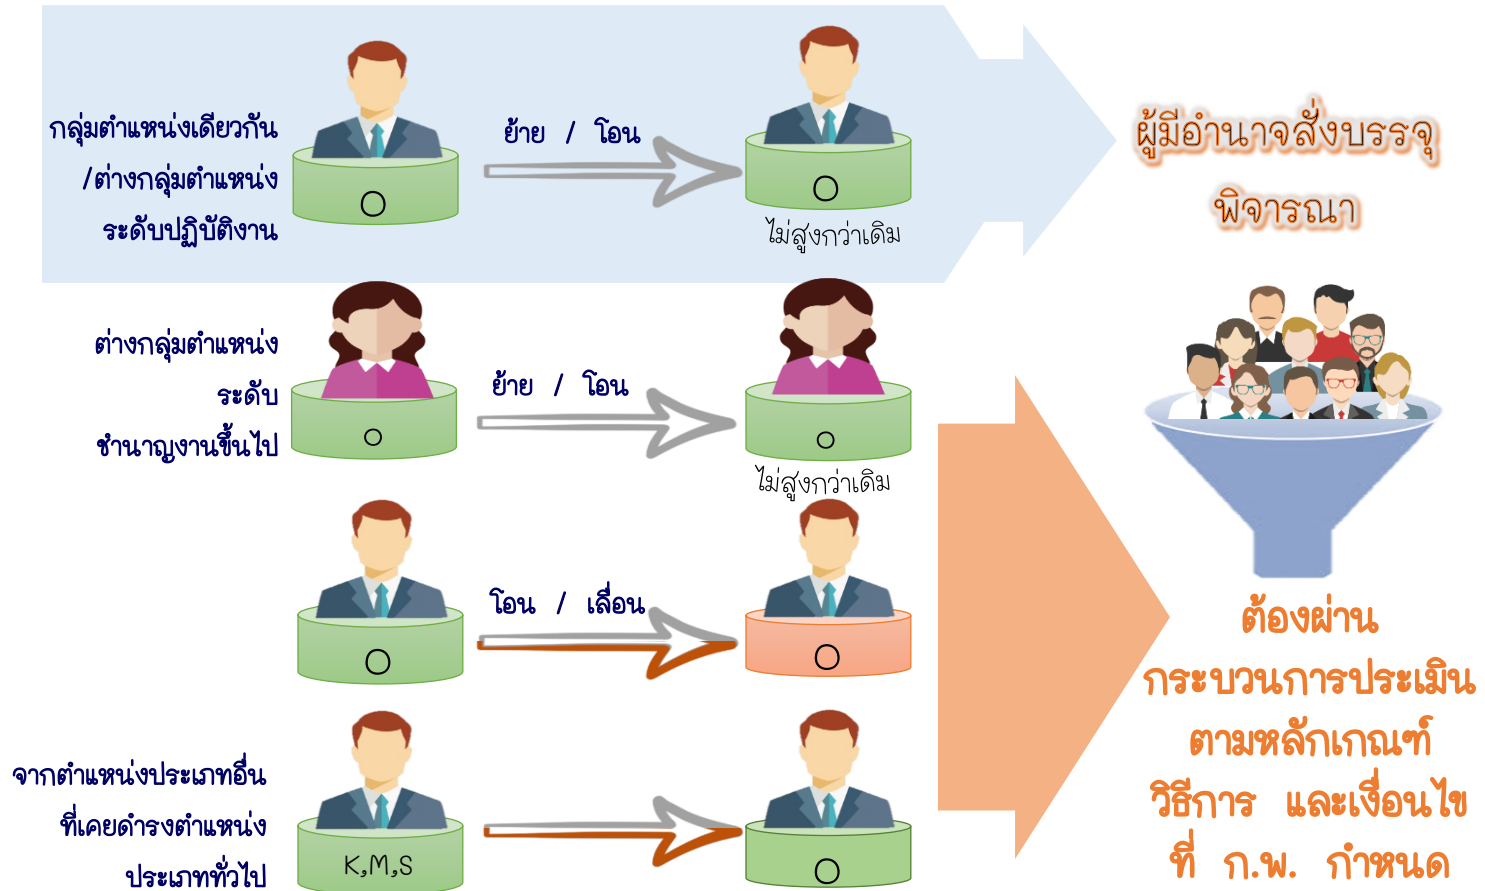 กลุ่มตำแหน่งเดียวกัน
/ต่างกลุ่มตำแหน่ง
ระดับปฏิบัติงาน
O
ย้าย / โอน
O
ไม่สูงกว่าเดิม
ผู้มีอำนาจสั่งบรรจุ
พิจารณา
ต่างกลุ่มตำแหน่ง
ระดับ
ชำนาญงานขึ้นไป
O
ย้าย / โอน
O
ไม่สูงกว่าเดิม
O
โอน / เลื่อน
O
จากตำแหน่งประเภทอื่น
ที่เคยดำรงตำแหน่ง
ประเภททั่วไป
K,M,S
O
ต้องผ่าน
กระบวนการประเมิน
ตามหลักเกณฑ์
วิธีการ และเงื่อนไข
ที่ ก.พ. กำหนด